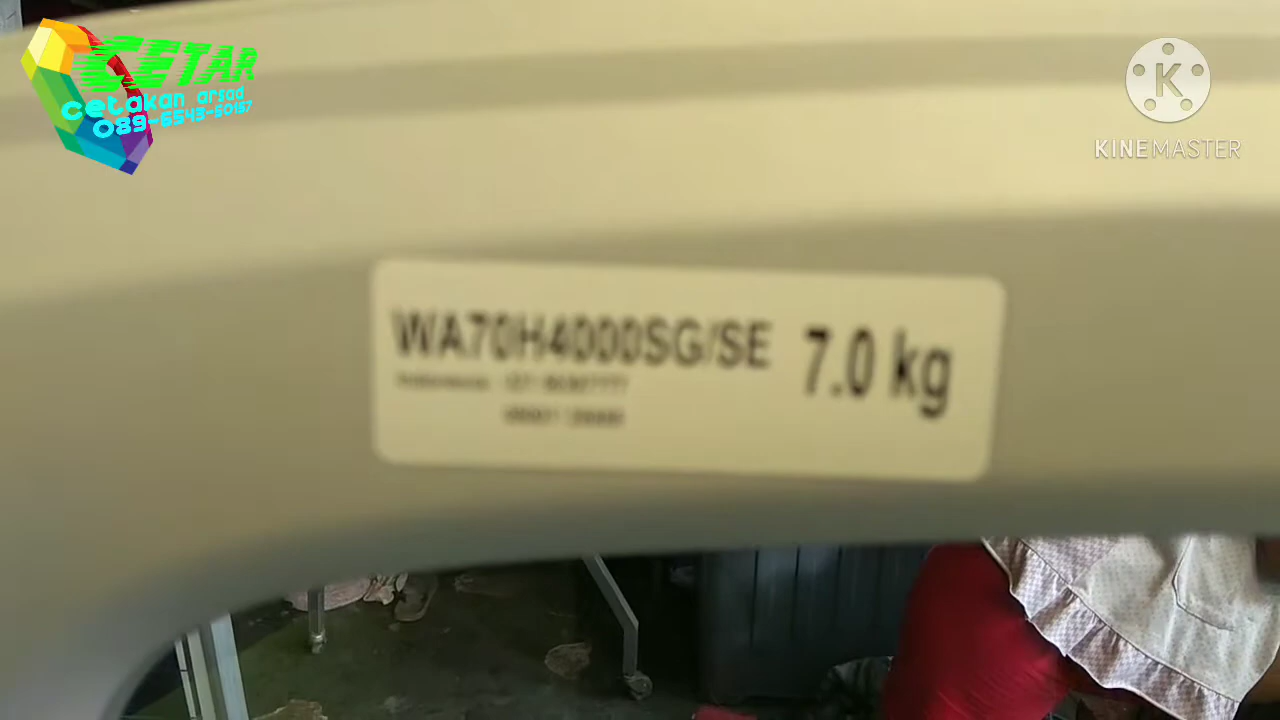 CETAR
cetakan arsad
089-6543-50157
K
KINEMASTER
WA70H4000SG/SE 7.0 kg